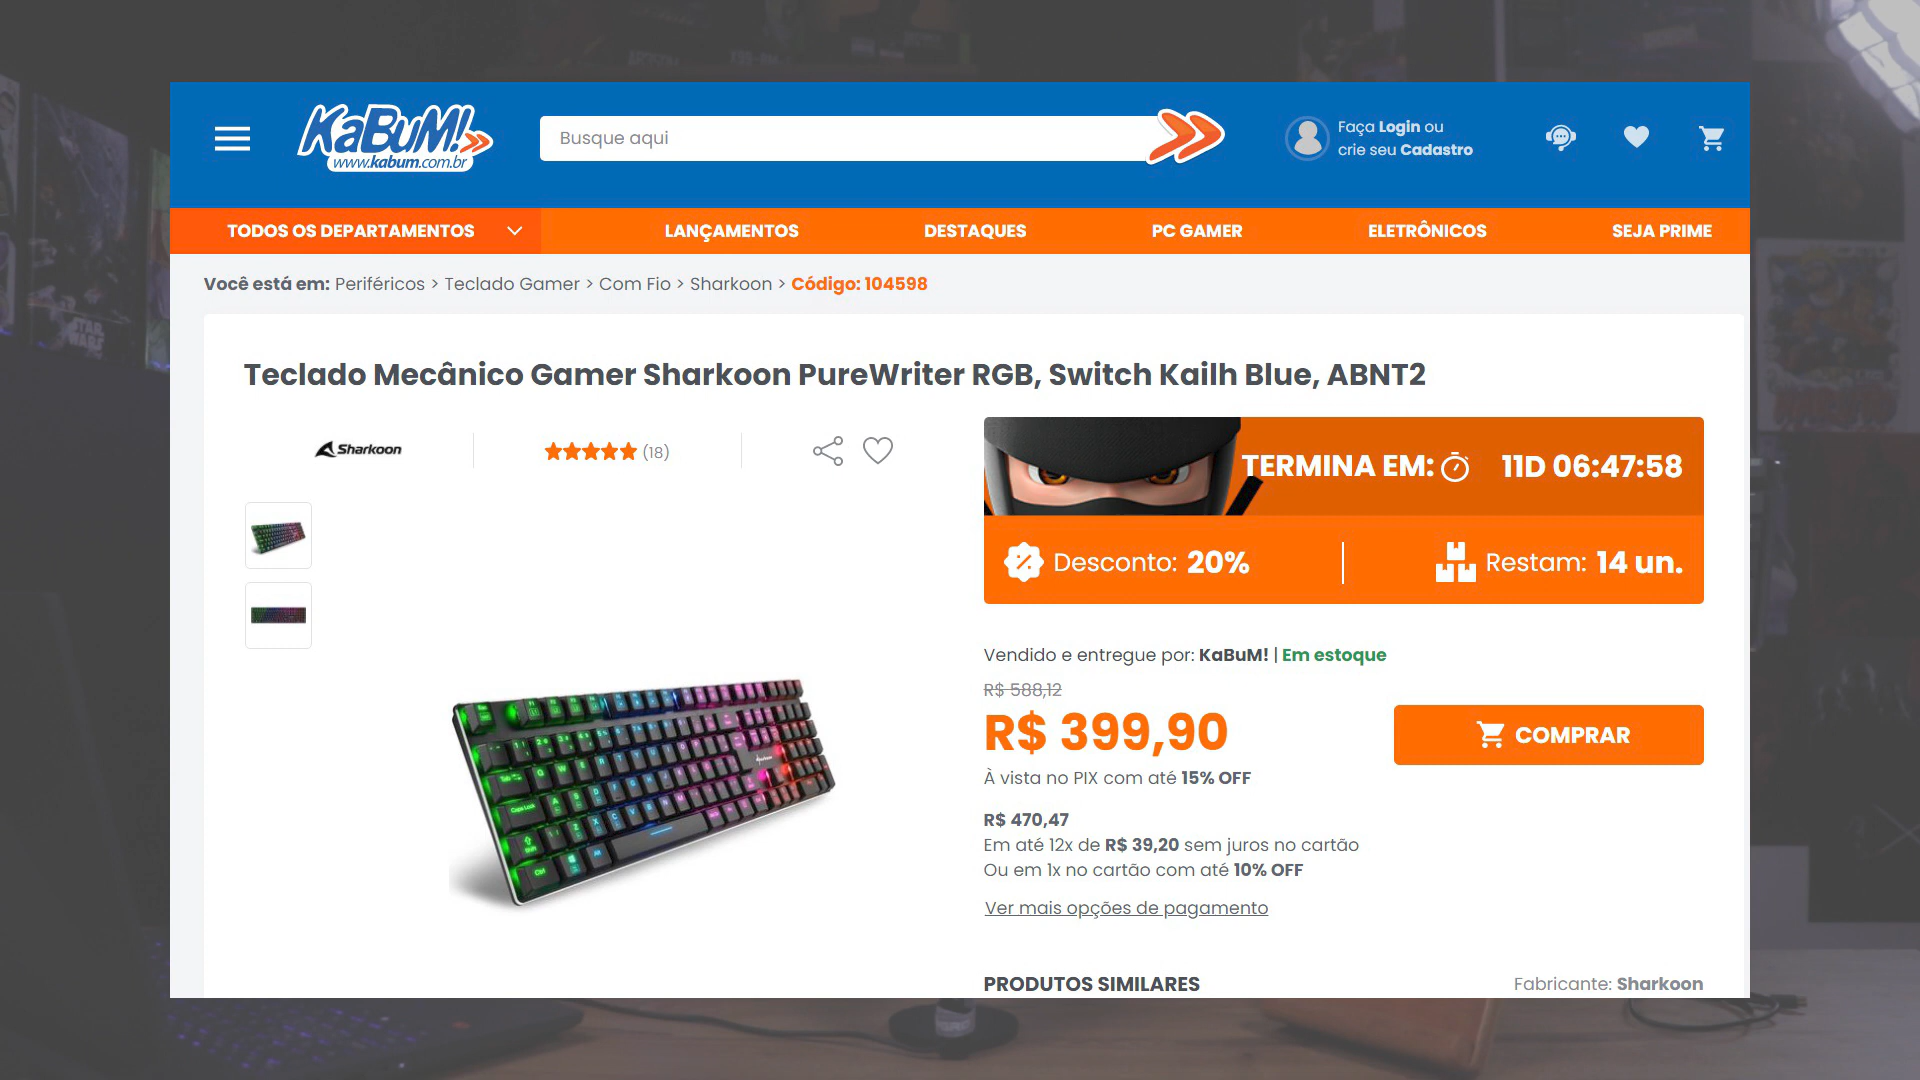 KaBuM!
www.kabum.com.br
Busque aqui
Faça Login ou
crie seu Cadastro
TODOS OS DEPARTAMENTOS
LANÇAMENTOS
DESTAQUES
PC GAMER
ELETRÔNICOS
SEJA PRIME
Você está em: Periféricos > Teclado Gamer > Com Fio > Sharkoon > Código: 104598
Teclado Mecânico Gamer Sharkoon PureWriter RGB, Switch Kailh Blue, ABNT2
Sharkoon
(18)
TERMINA EM: 11D 06:47:58
Desconto: 20%
Restam: 14 un.
Vendido e entregue por: KaBuM! | Em estoque
R$ 588,12
R$ 399,90
COMPRAR
À vista no PIX com até 15% OFF
R$ 470,47
Em até 12x de R$ 39,20 sem juros no cartão
Ou em 1x no cartão com até 10% OFF
Ver mais opções de pagamento
PRODUTOS SIMILARES
Fabricante: Sharkoon
STAR
WARS